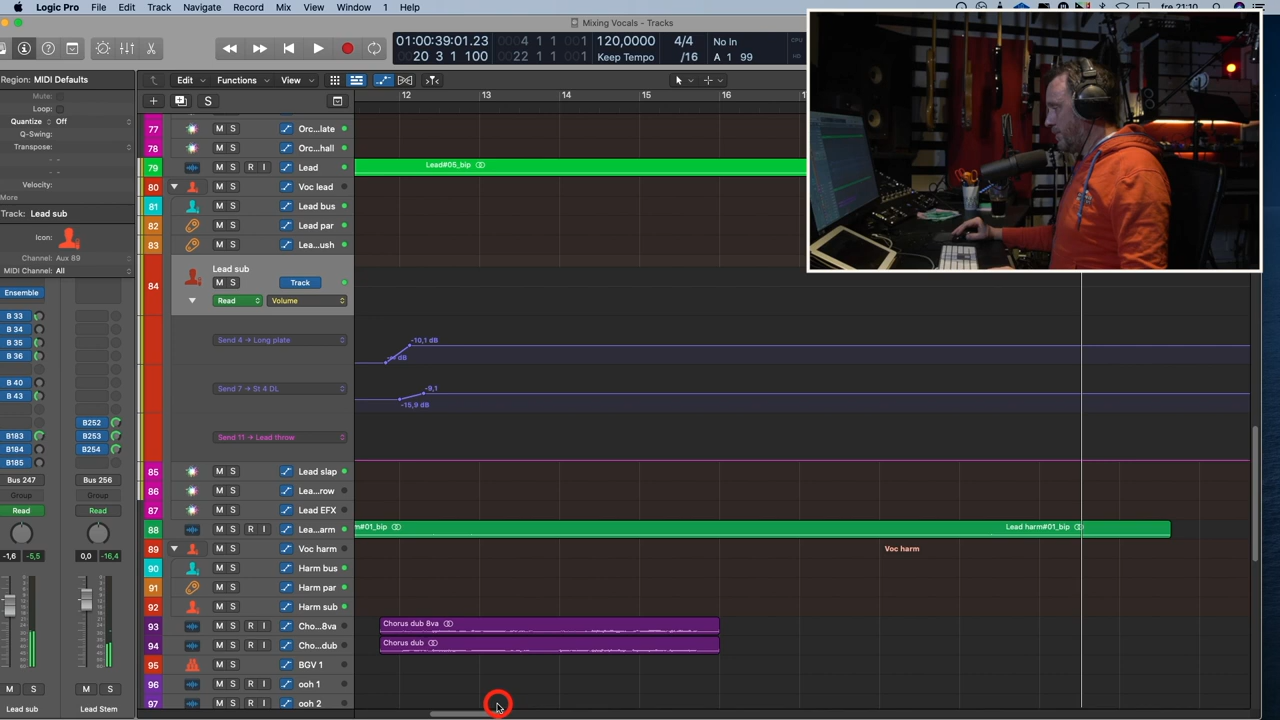 Logic Pro File Edit Track Navigate Record Mix View Window 1 Help
fre 21:10
Mixing Vocals - Tracks
01:00:39:01.23 4 1 1 120,0000 4/4 No In
20 3 1 100 5 1 1 Keep Tempo /16 A 1 99
Region: MIDI Defaults
Mute:
Loop:
Quantize Off
Q-Swing:
Transpose:
Velocity:
More
Track: Lead sub
Icon:
Channel: Aux 89
MIDI Channel: All
Ensemble
B 33
B 34
B 35
B 36
B 40
B 43
B252
B183 B253
B184 B254
B185
Bus 247 Bus 256
Group Group
Read Read
-1,6 -5,5 0,0 -16,4
M S M S
Lead sub Lead Stem
Edit Functions View
S
12 13 14 15 16
77 M S Orc...late
78 M S Orc...hall
79 M S R I Lead Lead#05_bip
80 M S Voc lead
81 M S Lead bus
82 M S Lead par
83 M S Lea...ush
84 Lead sub
M S Track
Read Volume
Send 4 → Long plate -10,1 dB
-∞ dB
Send 7 → St 4 DL -9,1
-15,9 dB
Send 11 → Lead throw
85 M S Lead slap
86 M S Lea...row
87 M S Lead EFX
88 M S R I Lea...arm m#01_bip Lead harm#01_bip
89 M S Voc harm Voc harm
90 M S Harm bus
91 M S Harm par
92 M S Harm sub
93 M S R I Cho...8va Chorus dub 8va
94 M S R I Cho...dub Chorus dub
95 M S BGV 1
96 M S R I ooh 1
97 M S R I ooh 2